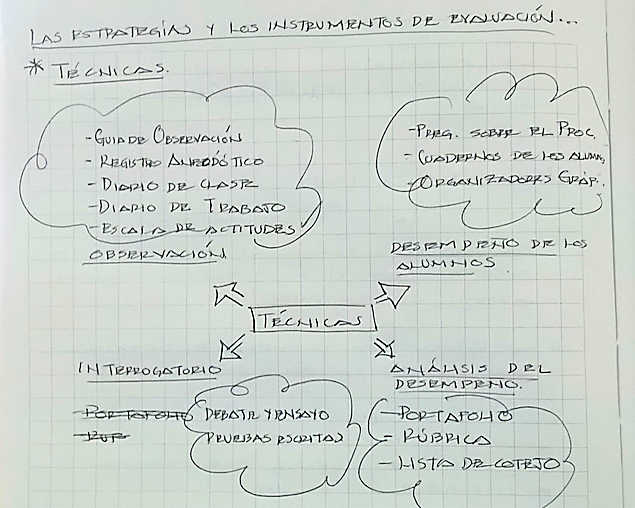 LAS ESTRATEGIAS Y LOS INSTRUMENTOS DE EVALUACIÓN...
* TÉCNICAS.
- GUIA DE OBSERVACIÓN
- REGISTRO ANECDÓTICO
- DIARIO DE CLASE
- DIARIO DE TRABAJO
- ESCALA DE ACTITUDES
OBSERVACIÓN
- PREG. SOBRE EL PROC.
- CUADERNOS DE LOS ALUMN
- ORGANIZADORES GRÁF.
DESEMPEÑO DE LOS
ALUMNOS.
TÉCNICAS
INTERROGATORIO
PORTAFOLIO
RUB
DEBATE Y ENSAYO
PRUEBAS ESCRITAS
ANÁLISIS DEL
DESEMPEÑO.
- PORTAFOLIO
- RÚBRICA
- LISTA DE COTEJO